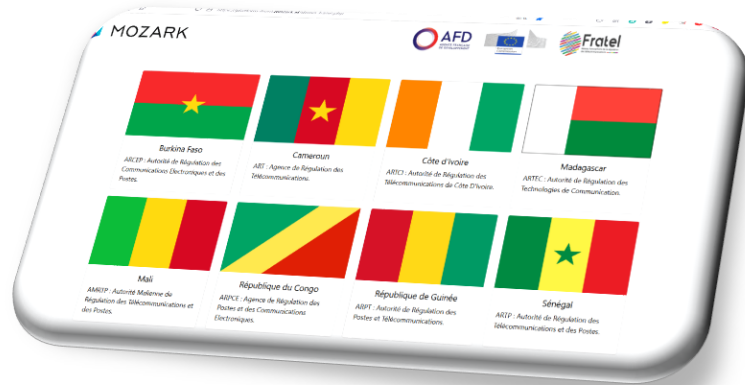 MOZARK
AFD
Fratel
Burkina Faso
ARCEP : Autorité de Régulation des
Communications Electroniques et des
Postes.
Cameroun
ART : Agence de Régulation des
Télécommunications.
Côte d'Ivoire
ARTCI : Autorité de Régulation des
Télécommunications de Côte D'Ivoire.
Madagascar
ARTEC : Autorité de Régulation des
Technologies de Communication.
Mali
AMRTP : Autorité Malienne de
Régulation des Télécommunications et
des Postes.
République du Congo
ARPCE : Agence de Régulation des
Postes et des Communications
Electroniques.
République de Guinée
ARPT : Autorité de Régulation des
Postes et Télécommunications.
Sénégal
ARTP : Autorité de Régulation des
Télécommunications et des Postes.